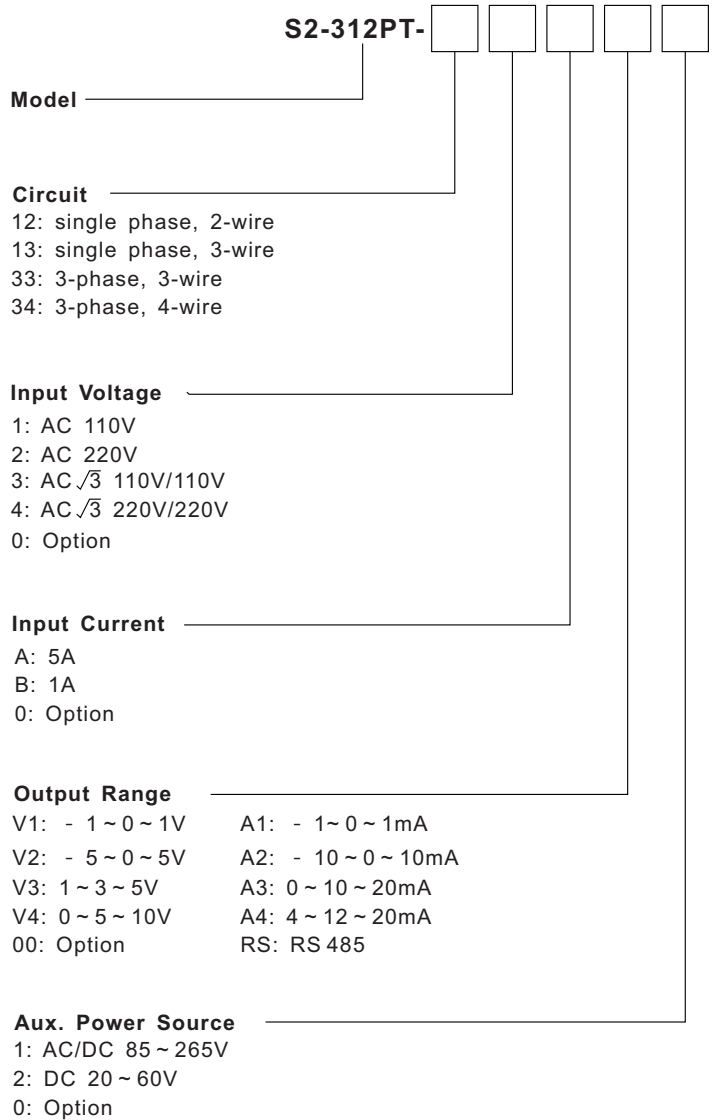 S2-312PT-
Model
Circuit
12: single phase, 2-wire
13: single phase, 3-wire
33: 3-phase, 3-wire
34: 3-phase, 4-wire
Input Voltage
1: AC 110V
2: AC 220V
3: AC √3 110V/110V
4: AC √3 220V/220V
0: Option
Input Current
A: 5A
B: 1A
0: Option
Output Range
V1: - 1 ~ 0 ~ 1V A1: - 1~ 0 ~ 1mA
V2: - 5 ~ 0 ~ 5V A2: - 10 ~ 0 ~ 10mA
V3: 1 ~ 3 ~ 5V A3: 0 ~ 10 ~ 20mA
V4: 0 ~ 5 ~ 10V A4: 4 ~ 12 ~ 20mA
00: Option RS: RS 485
Aux. Power Source
1: AC/DC 85 ~ 265V
2: DC 20 ~ 60V
0: Option